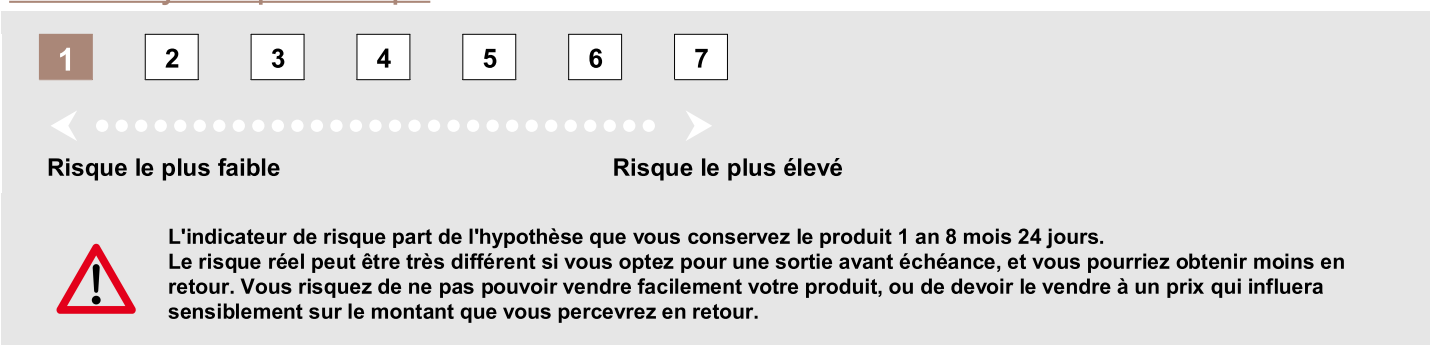 1 2 3 4 5 6 7
Risque le plus faible Risque le plus élevé
L'indicateur de risque part de l'hypothèse que vous conservez le produit 1 an 8 mois 24 jours.
Le risque réel peut être très différent si vous optez pour une sortie avant échéance, et vous pourriez obtenir moins en
retour. Vous risquez de ne pas pouvoir vendre facilement votre produit, ou de devoir le vendre à un prix qui influera
sensiblement sur le montant que vous percevrez en retour.